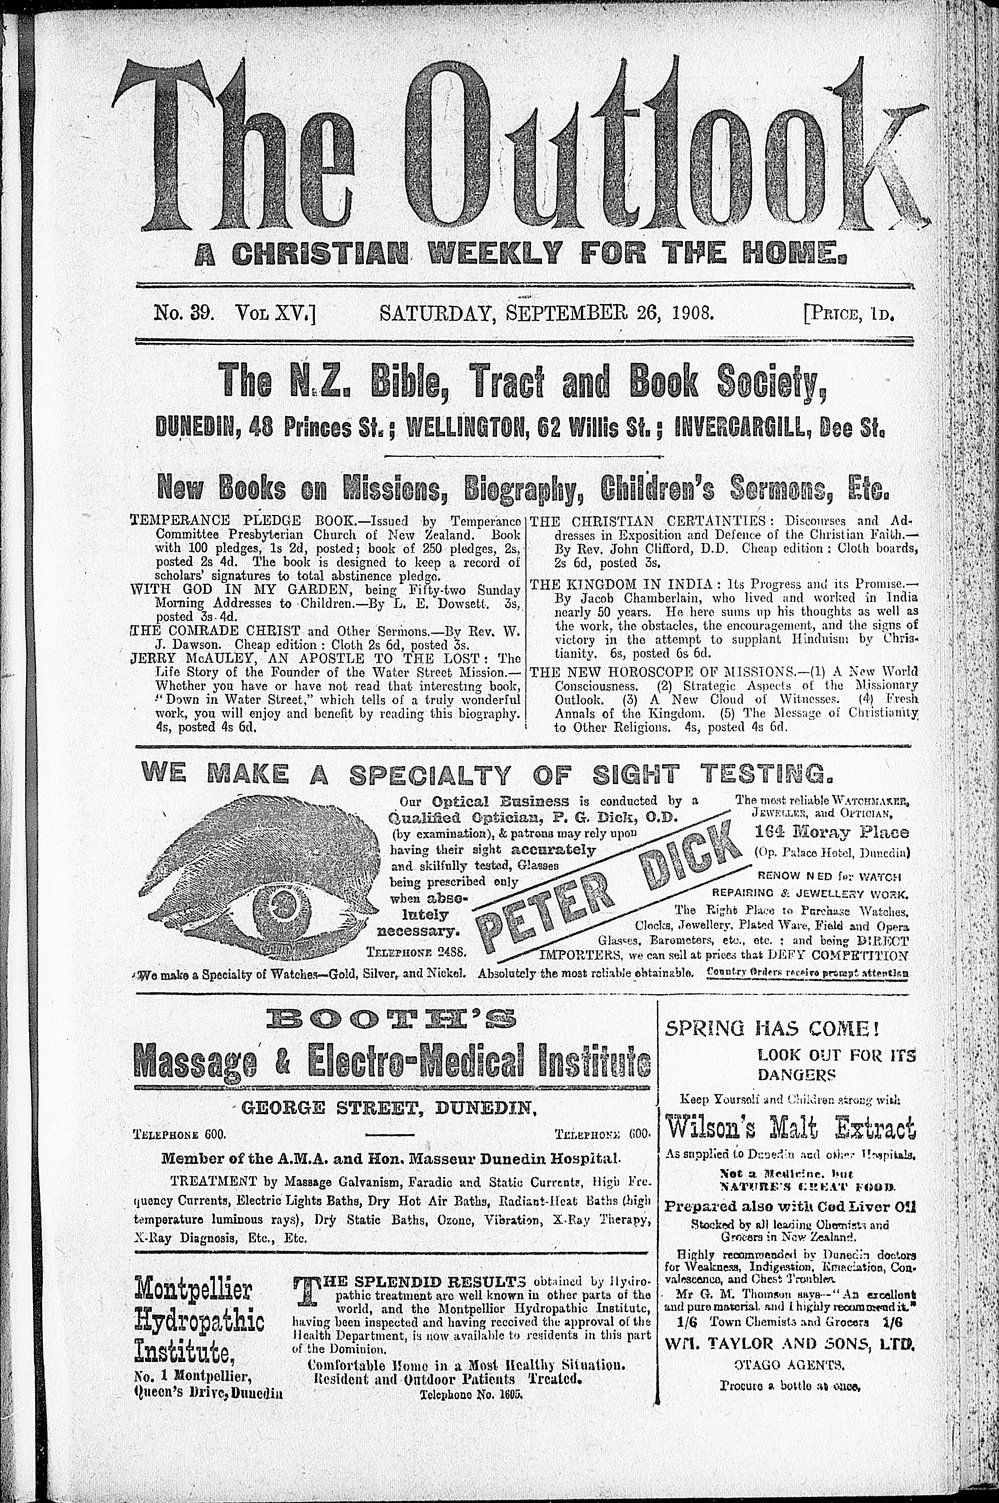 The Outlook
A CHRISTIAN WEEKLY FOR THE HOME.
No. 39. Vol XV.] SATURDAY, SEPTEMBER 26, 1908. [Price, 1d.
The N.Z. Bible, Tract and Book Society,
DUNEDIN, 48 Princes St.; WELLINGTON, 62 Willis St.; INVERCARGILL, Dee St.
New Books on Missions, Biography, Children's Sermons, Etc.
TEMPERANCE PLEDGE BOOK.—Issued by Temperance
Committee Presbyterian Church of New Zealand. Book
with 100 pledges, 1s 2d, posted; book of 250 pledges, 2s,
posted 2s 4d. The book is designed to keep a record of
scholars' signatures to total abstinence pledge.
WITH GOD IN MY GARDEN, being Fifty-two Sunday
Morning Addresses to Children.—By L. E. Dowsett. 3s,
posted 3s 4d.
THE COMRADE CHRIST and Other Sermons.—By Rev. W.
J. Dawson. Cheap edition: Cloth 2s 6d, posted 3s.
JERRY McAULEY, AN APOSTLE TO THE LOST: The
Life Story of the Founder of the Water Street Mission.—
Whether you have or have not read that interesting book,
"Down in Water Street," which tells of a truly wonderful
work, you will enjoy and benefit by reading this biography.
4s, posted 4s 6d.
THE CHRISTIAN CERTAINTIES: Discourses and Ad-
dresses in Exposition and Defence of the Christian Faith.—
By Rev. John Clifford, D.D. Cheap edition: Cloth boards,
2s 6d, posted 3s.
THE KINGDOM IN INDIA: Its Progress and its Promise.—
By Jacob Chamberlain, who lived and worked in India
nearly 50 years. He here sums up his thoughts as well as
the work, the obstacles, the encouragement, and the signs of
victory in the attempt to supplant Hinduism by Chris-
tianity. 6s, posted 6s 6d.
THE NEW HOROSCOPE OF MISSIONS.—(1) A New World
Consciousness. (2) Strategic Aspects of the Missionary
Outlook. (3) A New Cloud of Witnesses. (4) Fresh
Annals of the Kingdom. (5) The Message of Christianity
to Other Religions. 4s, posted 4s 6d.
WE MAKE A SPECIALTY OF SIGHT TESTING.
Our Optical Business is conducted by a
Qualified Optician, P. G. Dick, O.D.
(by examination), & patrons may rely upon
having their sight accurately
and skilfully tested, Glasses
being prescribed only
when abso-
lutely
necessary.
Telephone 2486.
PETER DICK
The most reliable Watchmaker,
Jeweller, and Optician,
164 Moray Place
(Op. Palace Hotel, Dunedin)
RENOWNED for WATCH
REPAIRING & JEWELLERY WORK.
The Right Place to Purchase Watches,
Clocks, Jewellery, Plated Ware, Field and Opera
Glasses, Barometers, etc., etc.: and being DIRECT
IMPORTERS, we can sell at prices that DEFY COMPETITION
We make a Specialty of Watches—Gold, Silver, and Nickel. Absolutely the most reliable obtainable. Country Orders receive prompt attention
BOOTH'S
Massage & Electro-Medical Institute
GEORGE STREET, DUNEDIN.
Telephone 600. Telephone 600.
Member of the A.M.A. and Hon. Masseur Dunedin Hospital.
TREATMENT by Massage Galvanism, Faradic and Static Currents, High Fre-
quency Currents, Electric Lights Baths, Dry Hot Air Baths, Radiant-Heat Baths (high
temperature luminous rays), Dry Static Baths, Ozone, Vibration, X-Ray Therapy,
X-Ray Diagnosis, Etc., Etc.
Montpellier
Hydropathic
Institute,
No. 1 Montpellier,
Queen's Drive, Dunedin
THE SPLENDID RESULTS obtained by Hydro-
pathic treatment are well known in other parts of the
world, and the Montpellier Hydropathic Institute,
having been inspected and having received the approval of the
Health Department, is now available to residents in this part
of the Dominion.
Comfortable Home in a Most Healthy Situation.
Resident and Outdoor Patients Treated.
Telephone No. 1605.
SPRING HAS COME!
LOOK OUT FOR ITS
DANGERS
Keep Yourself and Children strong with
Wilson's Malt Extract
As supplied to Dunedin and other Hospitals.
Not a Medicine, but
NATURE'S GREAT FOOD.
Prepared also with Cod Liver Oil
Stocked by all leading Chemists and
Grocers in New Zealand.
Highly recommended by Dunedin doctors
for Weakness, Indigestion, Emaciation, Con-
valescence, and Chest Troubles.
Mr G. M. Thomson says—"An excellent
and pure material and I highly recommend it."
1/6 Town Chemists and Grocers 1/6
WM. TAYLOR AND SONS, LTD.
OTAGO AGENTS.
Procure a bottle at once.